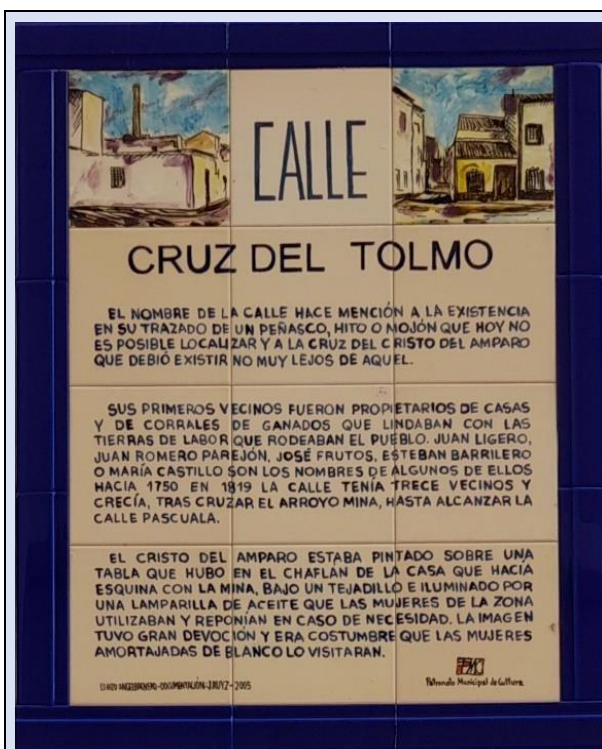 CALLE
CRUZ DEL TOLMO
EL NOMBRE DE LA CALLE HACE MENCIÓN A LA EXISTENCIA
EN SU TRAZADO DE UN PEÑASCO, HITO O MOJÓN QUE HOY NO
ES POSIBLE LOCALIZAR Y A LA CRUZ DEL CRISTO DEL AMPARO
QUE DEBIÓ EXISTIR NO MUY LEJOS DE AQUEL.
SUS PRIMEROS VECINOS FUERON PROPIETARIOS DE CASAS
Y DE CORRALES DE GANADOS QUE LINDABAN CON LAS
TIERRAS DE LABOR QUE RODEABAN EL PUEBLO. JUAN LIGERO,
JUAN ROMERO PAREJÓN, JOSÉ FRUTOS, ESTEBAN BARRILERO
O MARÍA CASTILLO SON LOS NOMBRES DE ALGUNOS DE ELLOS
HACIA 1750 EN 1819 LA CALLE TENÍA TRECE VECINOS Y
CRECÍA, TRAS CRUZAR EL ARROYO MINA, HASTA ALCANZAR LA
CALLE PASCUALA.
EL CRISTO DEL AMPARO ESTABA PINTADO SOBRE UNA
TABLA QUE HUBO EN EL CHAFLÁN DE LA CASA QUE HACÍA
ESQUINA CON LA MINA, BAJO UN TEJADILLO E ILUMINADO POR
UNA LAMPARILLA DE ACEITE QUE LAS MUJERES DE LA ZONA
UTILIZABAN Y REPONÍAN EN CASO DE NECESIDAD. LA IMAGEN
TUVO GRAN DEVOCIÓN Y ERA COSTUMBRE QUE LAS MUJERES
AMORTAJADAS DE BLANCO LO VISITARAN.
DOCUMENTACIÓN-J.RUYZ-2005
PMC
Patronato Municipal de Cultura